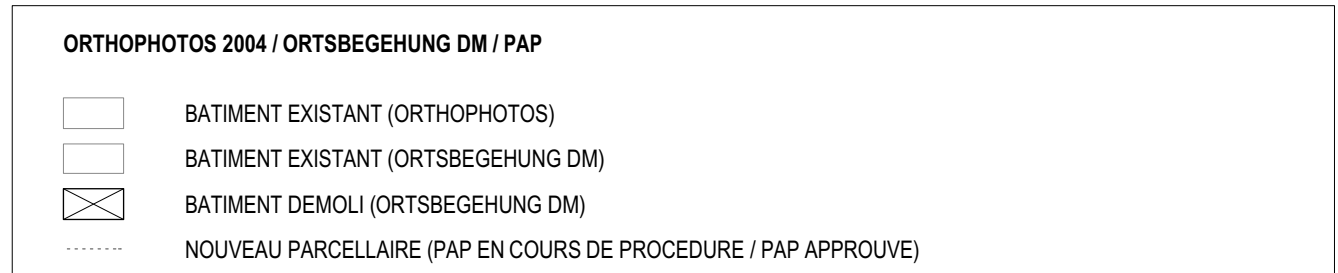 ORTHOPHOTOS 2004 / ORTSBEGEHUNG DM / PAP
BATIMENT EXISTANT (ORTHOPHOTOS)
BATIMENT EXISTANT (ORTSBEGEHUNG DM)
BATIMENT DEMOLI (ORTSBEGEHUNG DM)
NOUVEAU PARCELLAIRE (PAP EN COURS DE PROCEDURE / PAP APPROUVE)